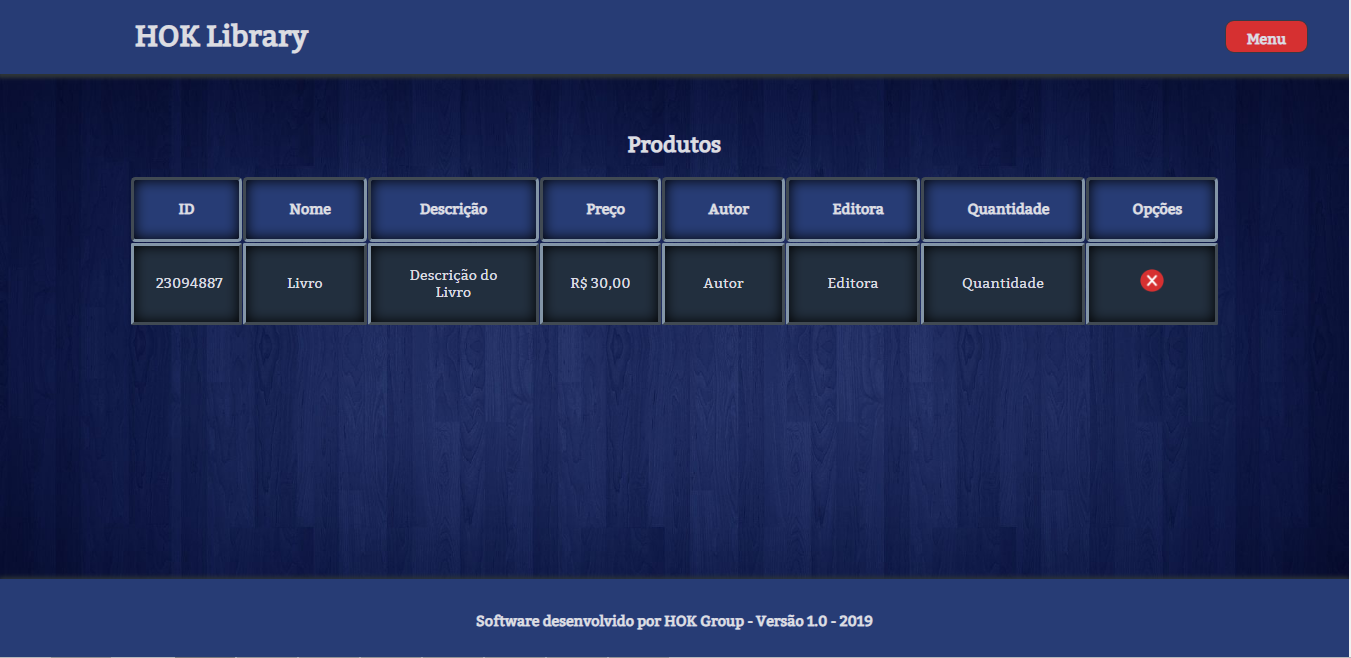 HOK Library
Menu
Produtos
ID Nome Descrição Preço Autor Editora Quantidade Opções
23094887 Livro Descrição do Livro R$ 30,00 Autor Editora Quantidade
Software desenvolvido por HOK Group - Versão 1.0 - 2019